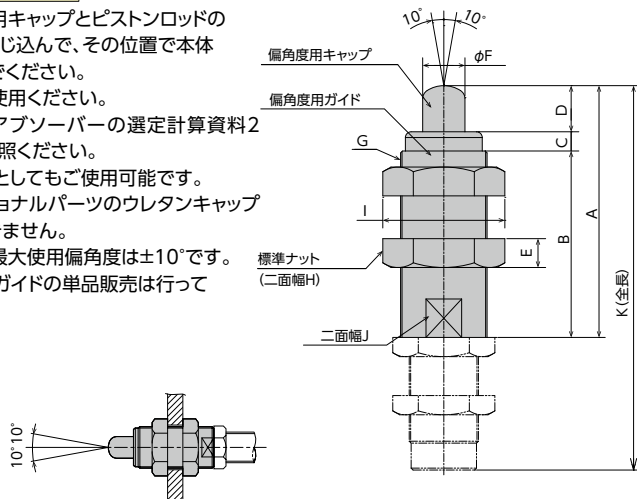 用キャップとピストンロッドの
じ込んで、その位置で本体
ください。
使用ください。
アブソーバーの選定計算資料2
照ください。
としてもご使用可能です。
ョナルパーツのウレタンキャップ
きません。
最大使用偏角度は±10°です。
ガイドの単品販売は行って
10° 10°
偏角度用キャップ
φF
偏角度用ガイド
G
I
標準ナット
(二面幅H)
二面幅J
D
C
E
B
A
K(全長)
10° 10°